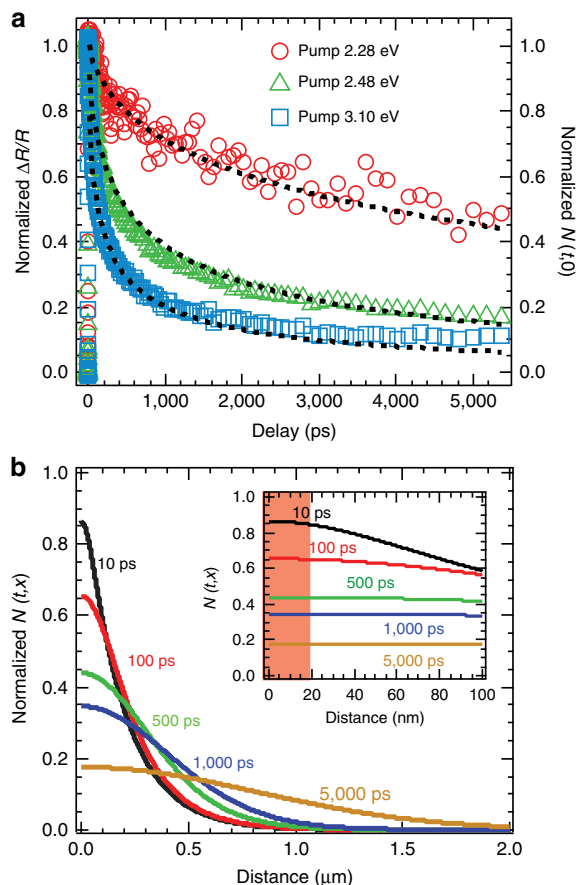 a
Normalized ΔR/R
1.0
0.8
0.6
0.4
0.2
0.0
Pump 2.28 eV
Pump 2.48 eV
Pump 3.10 eV
1.0
0.8
0.6
0.4
0.2
0.0
Normalized N (t,0)
0
1,000
2,000
3,000
4,000
5,000
Delay (ps)
b
Normalized N (t,x)
1.0
0.8
0.6
0.4
0.2
0.0
10 ps
100 ps
500 ps
1,000 ps
5,000 ps
N (t,x)
1.0
0.8
0.6
0.4
0.2
0.0
10 ps
100 ps
500 ps
1,000 ps
5,000 ps
0
20
40
60
80
100
Distance (nm)
0.0
0.5
1.0
1.5
2.0
Distance (μm)